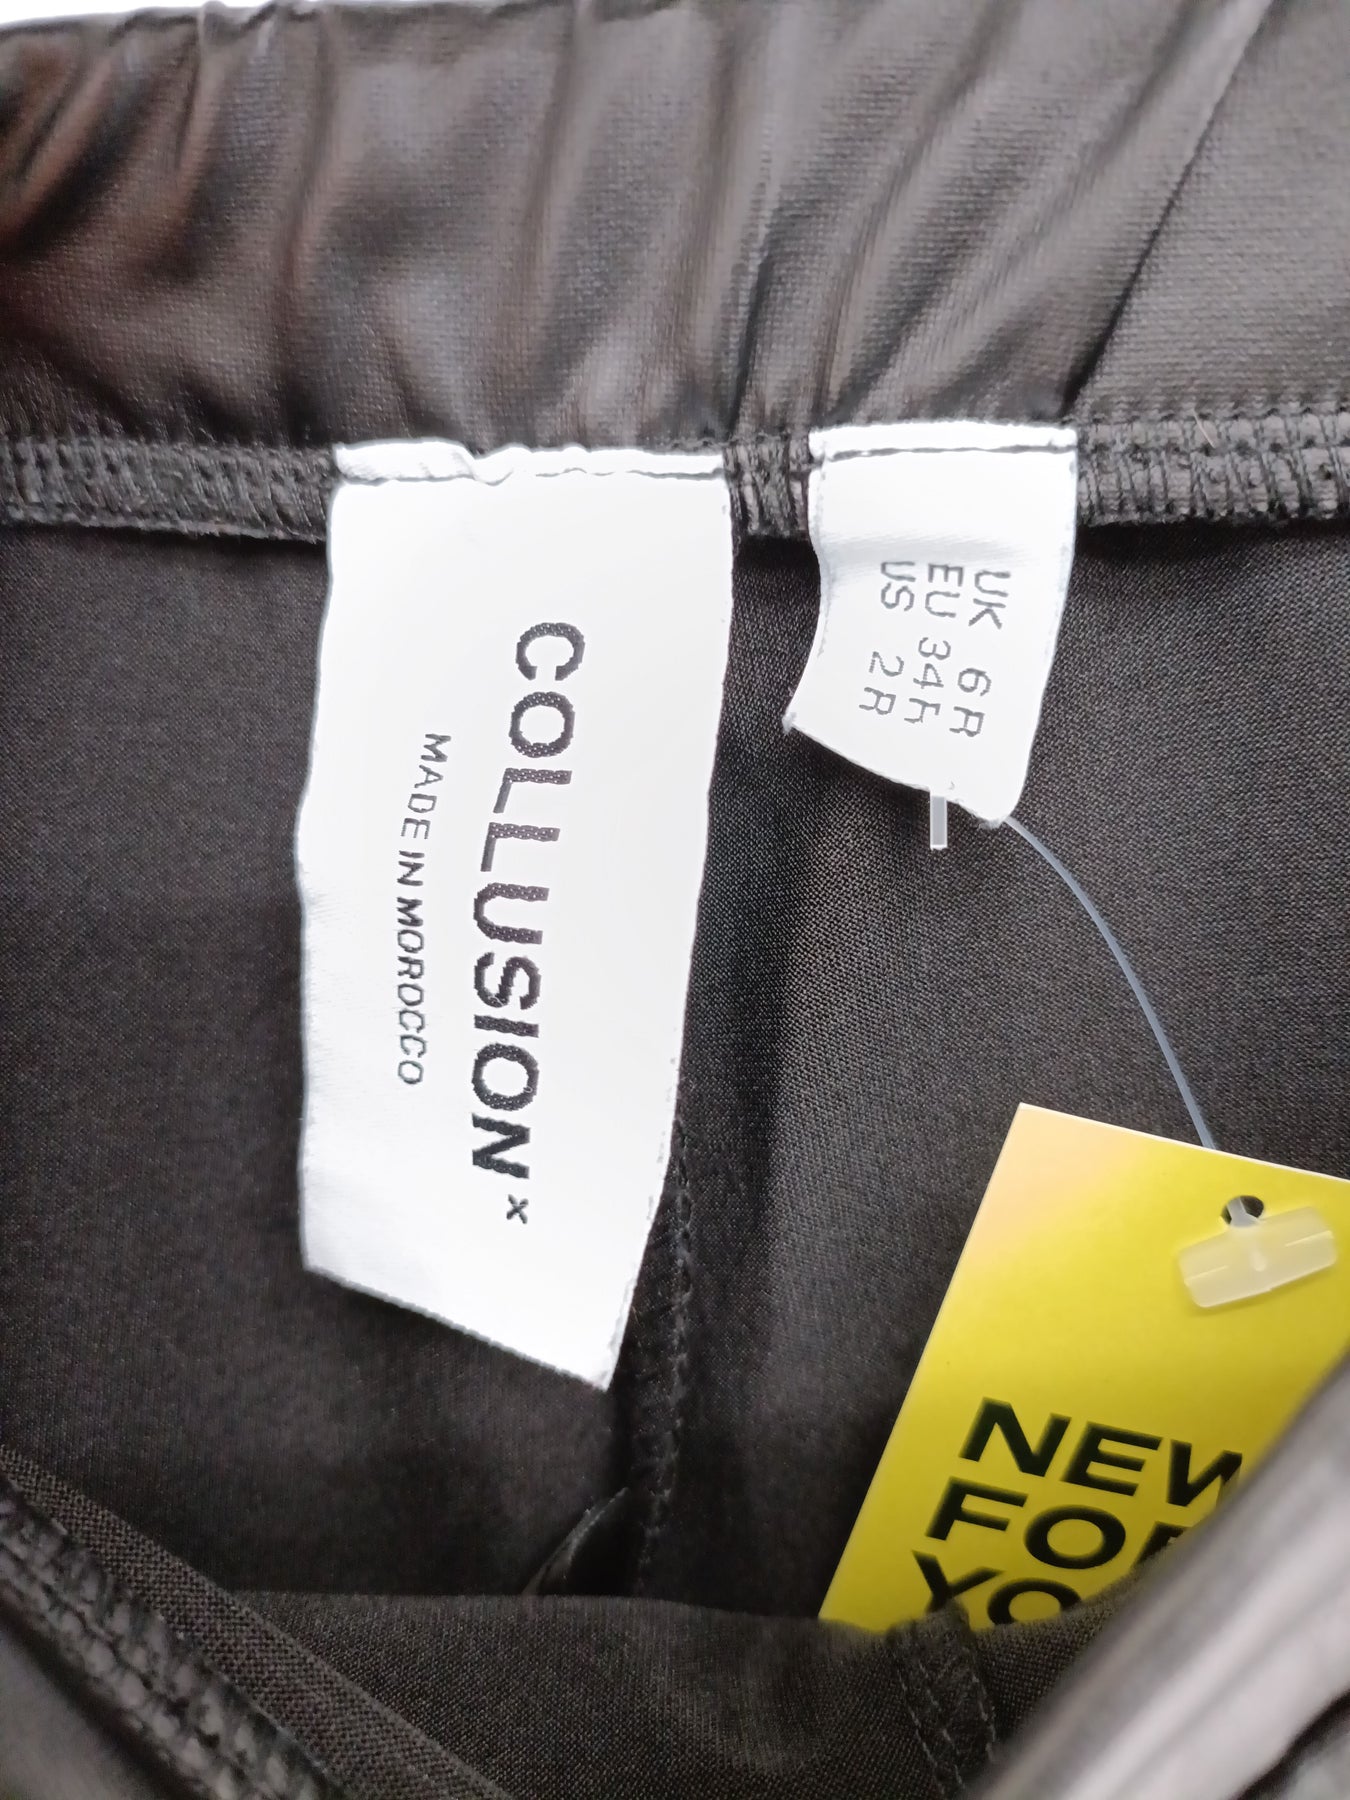 COLLUSION x
MADE IN MOROCCO
UK 6R
EU 34R
US 2R
NEW
FOR